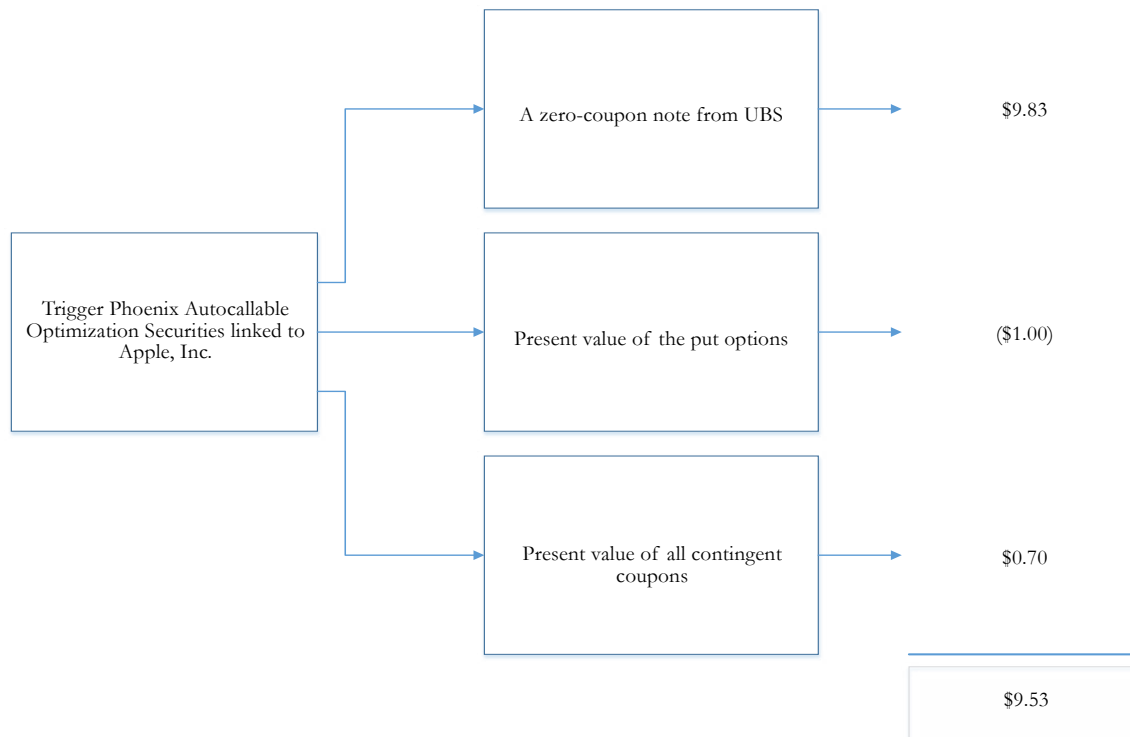 A zero-coupon note from UBS
$9.83
Trigger Phoenix Autocallable
Optimization Securities linked to
Apple, Inc.
Present value of the put options
($1.00)
Present value of all contingent
coupons
$0.70
$9.53